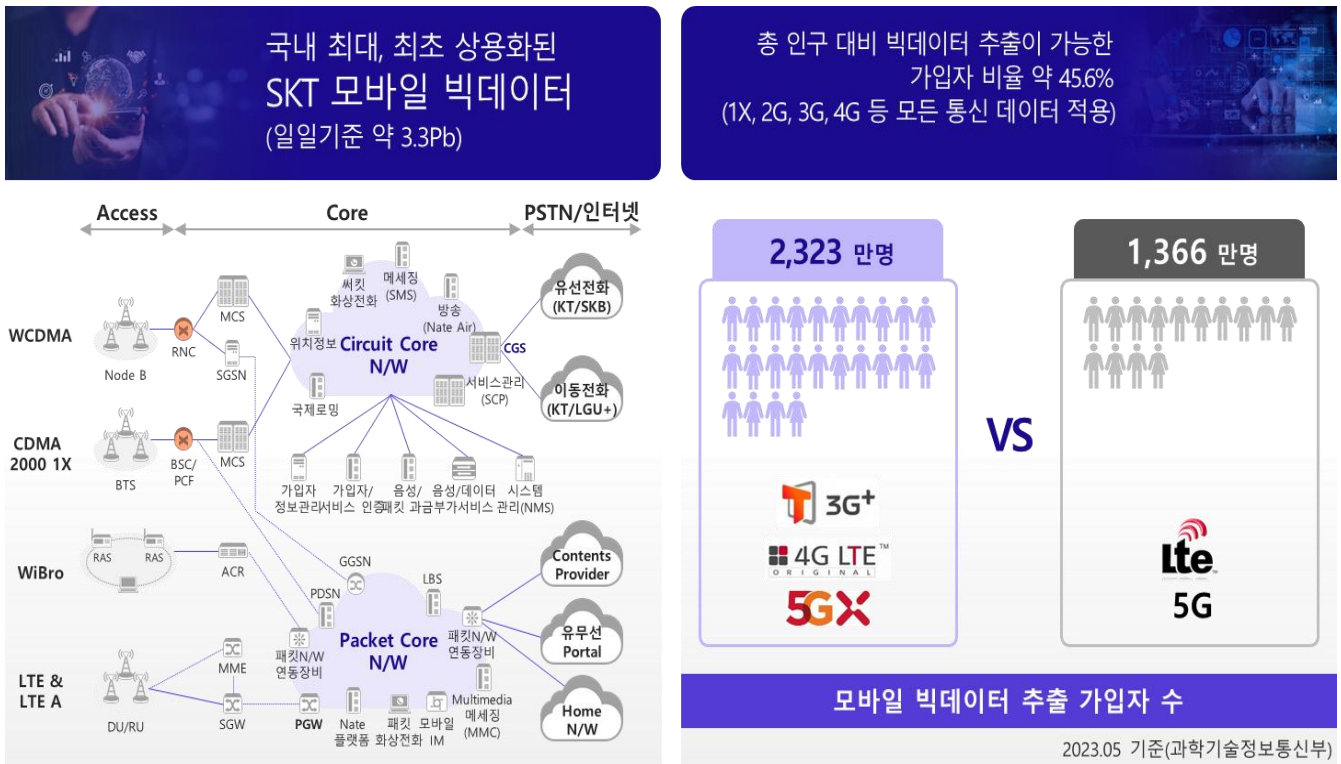 국내 최대, 최초 상용화된
SKT 모바일 빅데이터
(일일기준 약 3.3Pb)
총 인구 대비 빅데이터 추출이 가능한
가입자 비율 약 45.6%
(1X, 2G, 3G, 4G 등 모든 통신 데이터 적용)
Access
Core
PSTN/인터넷
WCDMA
Node B
RNC
MCS
SGSN
써킷
화상전화
메세징
(SMS)
방송
(Nate Air)
위치정보
Circuit Core
N/W
CGS
국제로밍
서비스관리
(SCP)
유선전화
(KT/SKB)
이동전화
(KT/LGU+)
CDMA
2000 1X
BTS
BSC/
PCF
MCS
가입자
정보관리
가입자/
서비스 인증
음성/
패킷 과금
음성/데이터
부가서비스
시스템
관리(NMS)
WiBro
RAS
RAS
ACR
GGSN
PDSN
LBS
패킷N/W
연동장비
Packet Core
N/W
패킷N/W
연동장비
Contents
Provider
유무선
Portal
Home
N/W
LTE &
LTE A
DU/RU
MME
SGW
PGW
Nate
플랫폼
패킷
화상전화
모바일
IM
Multimedia
메세징
(MMC)
2,323 만명
T 3G+
4G LTE™
ORIGINAL
5GX
VS
1,366 만명
Lte
5G
모바일 빅데이터 추출 가입자 수
2023.05 기준(과학기술정보통신부)